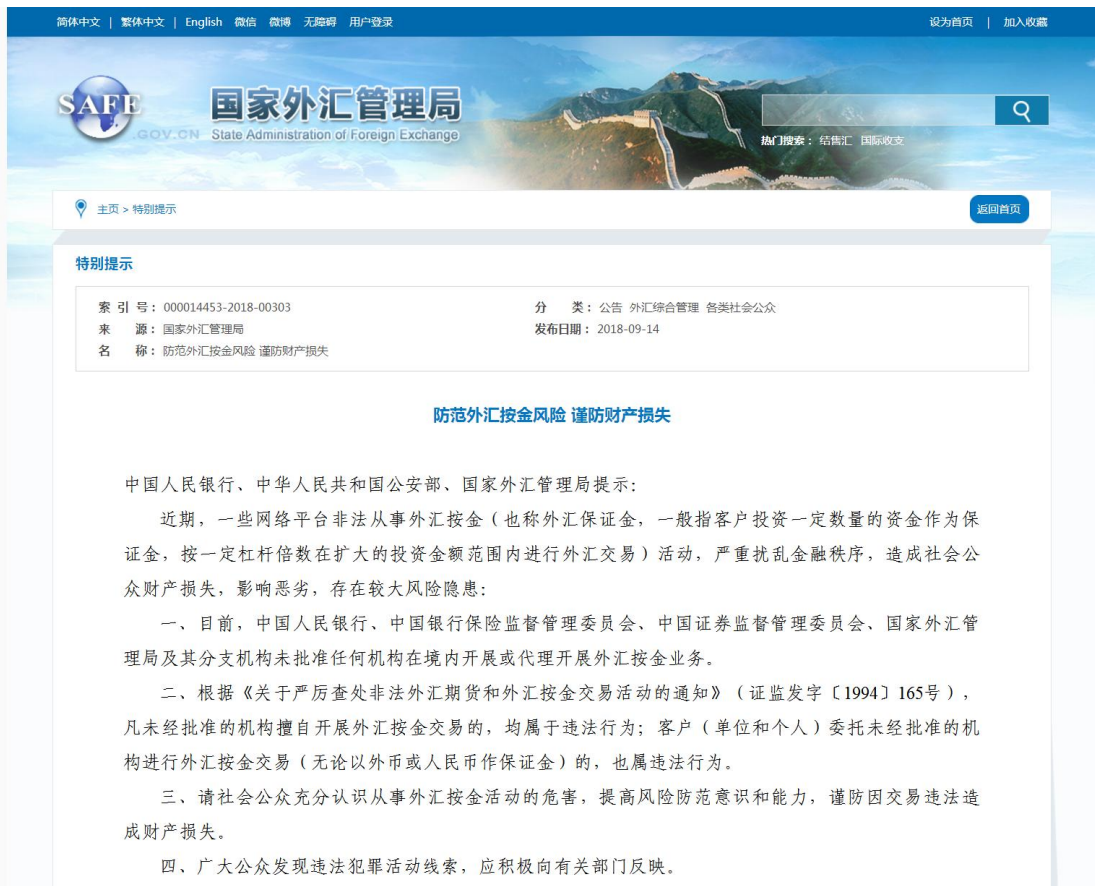 简体中文 | 繁体中文 | English 微信 微博 无障碍 用户登录 设为首页 | 加入收藏
SAFE
.GOV.CN
国家外汇管理局
State Administration of Foreign Exchange
热门搜索： 结售汇 国际收支
主页 > 特别提示
返回首页
特别提示
索 引 号： 000014453-2018-00303 分 类： 公告 外汇综合管理 各类社会公众
来 源： 国家外汇管理局 发布日期： 2018-09-14
名 称： 防范外汇按金风险 谨防财产损失
防范外汇按金风险 谨防财产损失
中国人民银行、中华人民共和国公安部、国家外汇管理局提示：
近期，一些网络平台非法从事外汇按金（也称外汇保证金，一般指客户投资一定数量的资金作为保
证金，按一定杠杆倍数在扩大的投资金额范围内进行外汇交易）活动，严重扰乱金融秩序，造成社会公
众财产损失，影响恶劣，存在较大风险隐患：
一、目前，中国人民银行、中国银行保险监督管理委员会、中国证券监督管理委员会、国家外汇管
理局及其分支机构未批准任何机构在境内开展或代理开展外汇按金业务。
二、根据《关于严厉查处非法外汇期货和外汇按金交易活动的通知》（证监发字〔1994〕165号），
凡未经批准的机构擅自开展外汇按金交易的，均属于违法行为；客户（单位和个人）委托未经批准的机
构进行外汇按金交易（无论以外币或人民币作保证金）的，也属违法行为。
三、请社会公众充分认识从事外汇按金活动的危害，提高风险防范意识和能力，谨防因交易违法造
成财产损失。
四、广大公众发现违法犯罪活动线索，应积极向有关部门反映。